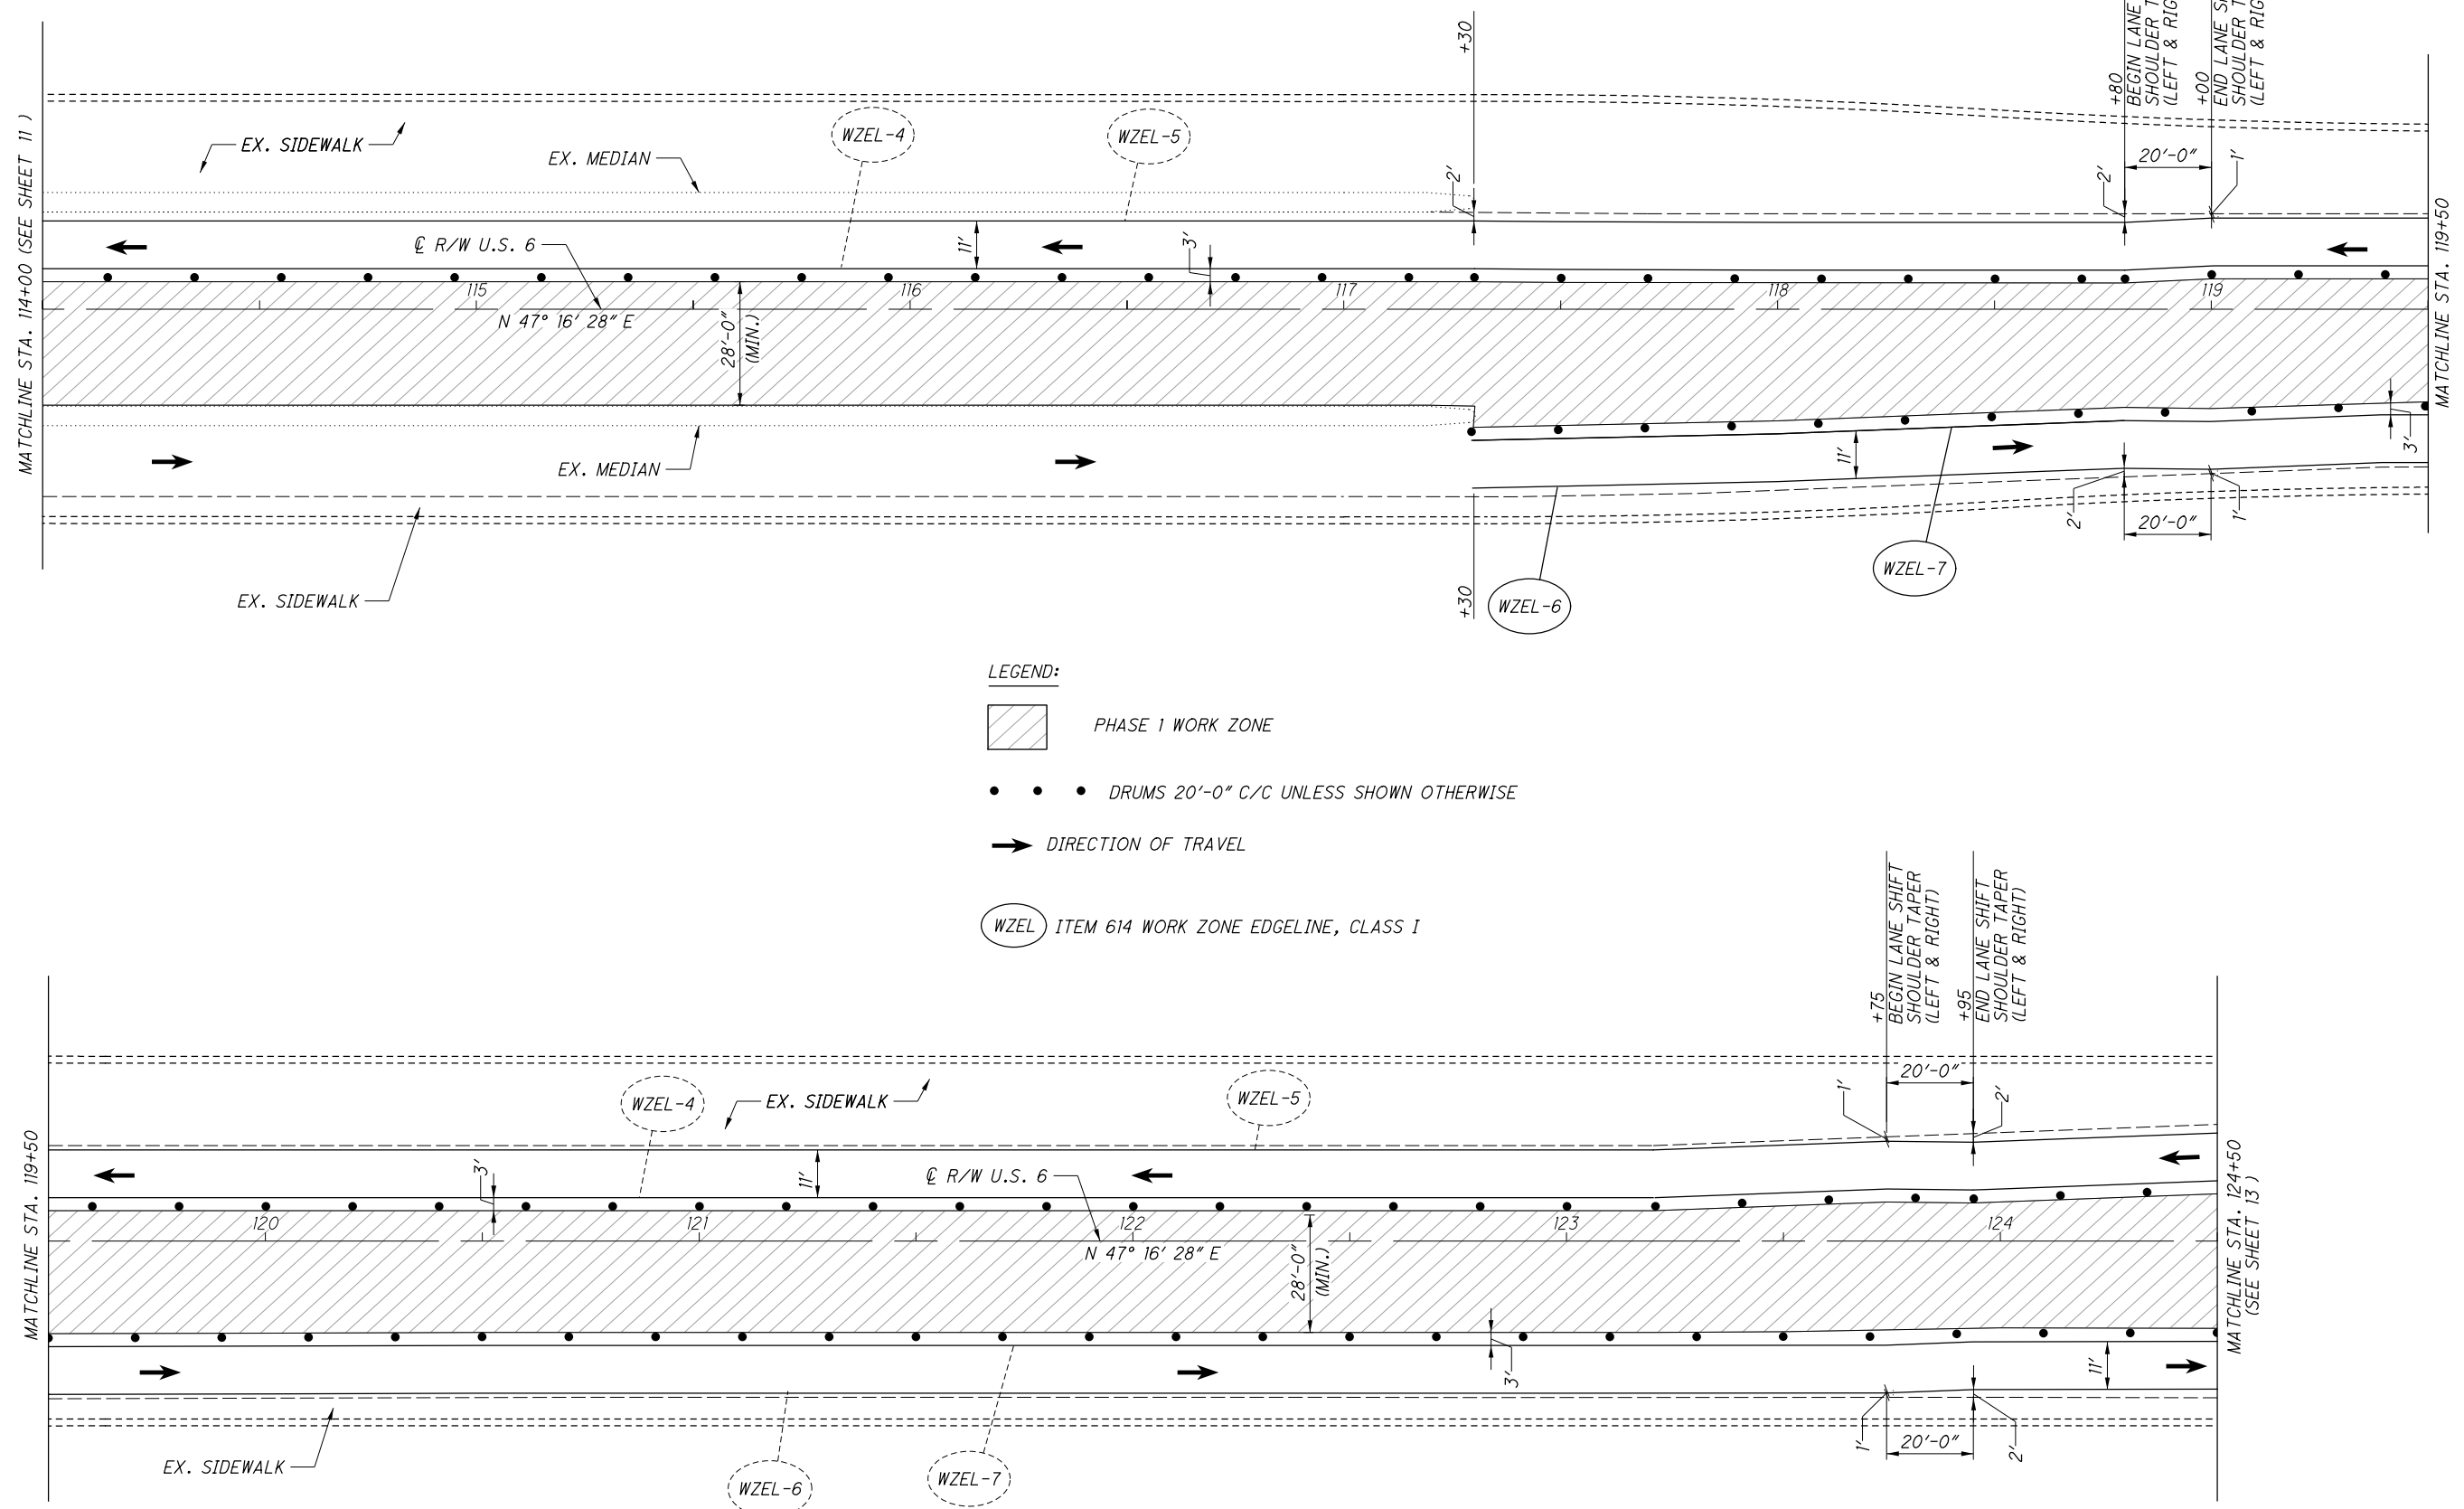 MATCHLINE STA. 114+00 (SEE SHEET 11 )
EX. SIDEWALK
EX. MEDIAN
WZEL-4
WZEL-5
+30
+80
BEGIN LANE
SHOULDER
(LEFT & RIG
+00
END LANE
SHOULDER
(LEFT & RIG
20'-0"
2'
2'
1'
℄ R/W U.S. 6
11'
3'
115
116
117
118
119
N 47° 16' 28" E
28'-0"
(MIN.)
MATCHLINE STA. 119+50
EX. MEDIAN
11'
3'
2'
20'-0"
1'
EX. SIDEWALK
+30
WZEL-6
WZEL-7
LEGEND:
PHASE 1 WORK ZONE
DRUMS 20'-0" C/C UNLESS SHOWN OTHERWISE
DIRECTION OF TRAVEL
WZEL ITEM 614 WORK ZONE EDGELINE, CLASS I
+75
BEGIN LANE SHIFT
SHOULDER TAPER
(LEFT & RIGHT)
+95
END LANE SHIFT
SHOULDER TAPER
(LEFT & RIGHT)
20'-0"
1'
2'
MATCHLINE STA. 119+50
WZEL-4
EX. SIDEWALK
WZEL-5
3'
11'
℄ R/W U.S. 6
120
121
122
123
124
N 47° 16' 28" E
28'-0"
(MIN.)
MATCHLINE STA. 124+50
(SEE SHEET 13 )
3'
11'
1'
20'-0"
2'
EX. SIDEWALK
WZEL-6
WZEL-7